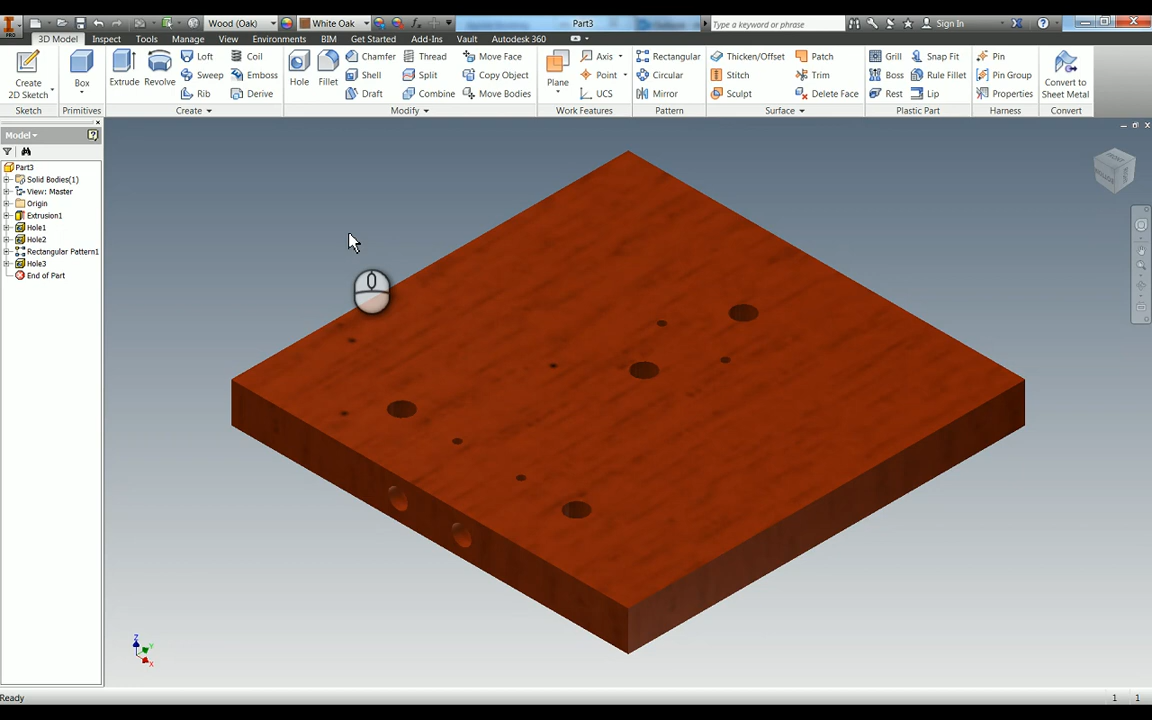 PRO
Wood (Oak)
White Oak
Part3
Type a keyword or phrase
Sign In
3D Model
Inspect
Tools
Manage
View
Environments
BIM
Get Started
Add-Ins
Vault
Autodesk 360
Create
2D Sketch
Sketch
Box
Primitives
Extrude
Revolve
Loft
Sweep
Rib
Coil
Emboss
Derive
Create
Hole
Fillet
Chamfer
Shell
Draft
Thread
Split
Combine
Move Face
Copy Object
Move Bodies
Modify
Plane
Axis
Point
UCS
Work Features
Rectangular
Circular
Mirror
Pattern
Thicken/Offset
Stitch
Sculpt
Patch
Trim
Delete Face
Surface
Grill
Boss
Rest
Snap Fit
Rule Fillet
Lip
Plastic Part
Pin
Pin Group
Properties
Harness
Convert to
Sheet Metal
Convert
Model
Part3
Solid Bodies(1)
View: Master
Origin
Extrusion1
Hole1
Hole2
Rectangular Pattern1
Hole3
End of Part
FRONT
Z
Y
X
Ready
1 1